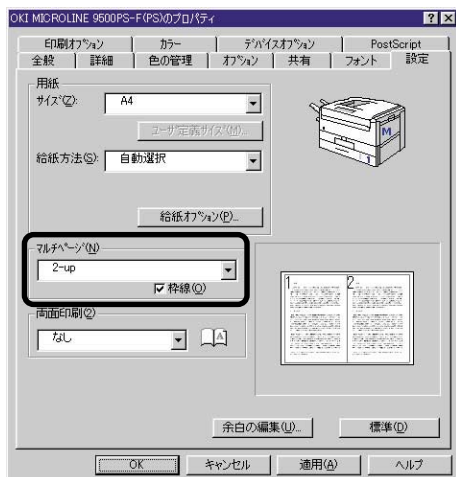 OKI MICROLINE 9500PS-F(PS)のプロパティ
印刷オプション カラー デバイスオプション PostScript
全般 詳細 色の管理 オプション 共有 フォント 設定
用紙
サイズ(Z): A4
ユーザ定義サイズ(M)...
給紙方法(S): 自動選択
給紙オプション(P)...
マルチページ(N)
2-up
枠線(O)
両面印刷(2)
なし
M
1
1 2
余白の編集(U)... 標準(D)
OK キャンセル 適用(A) ヘルプ